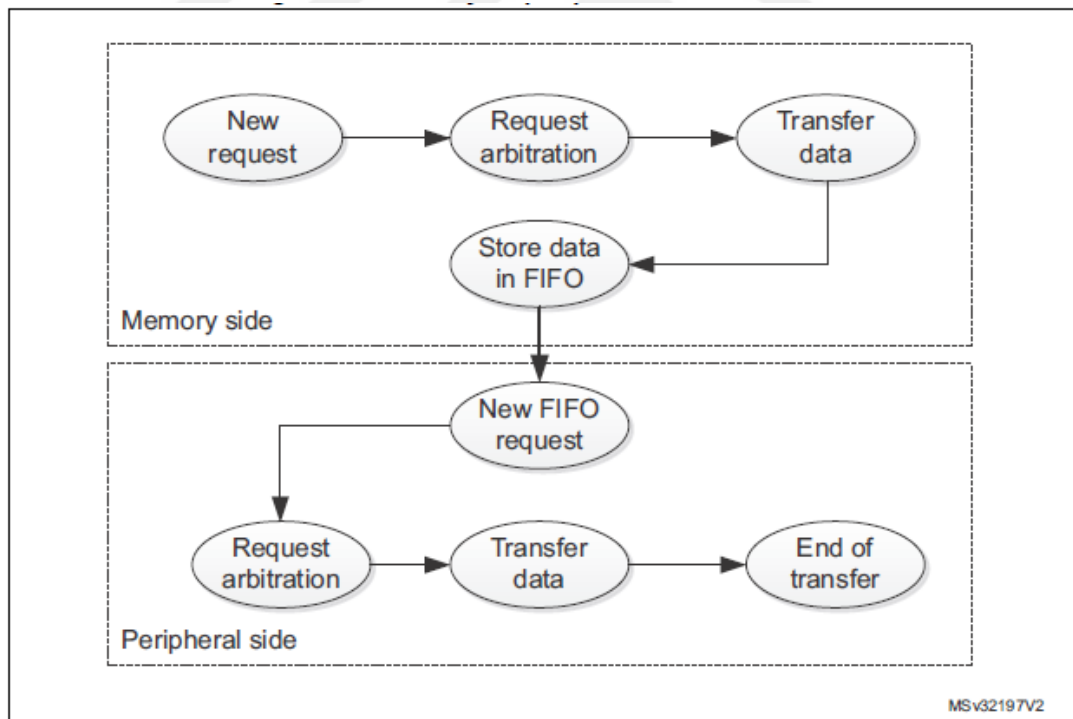 New
request
Request
arbitration
Transfer
data
Store data
in FIFO
Memory side
New FIFO
request
Request
arbitration
Transfer
data
End of
transfer
Peripheral side
MSv32197V2